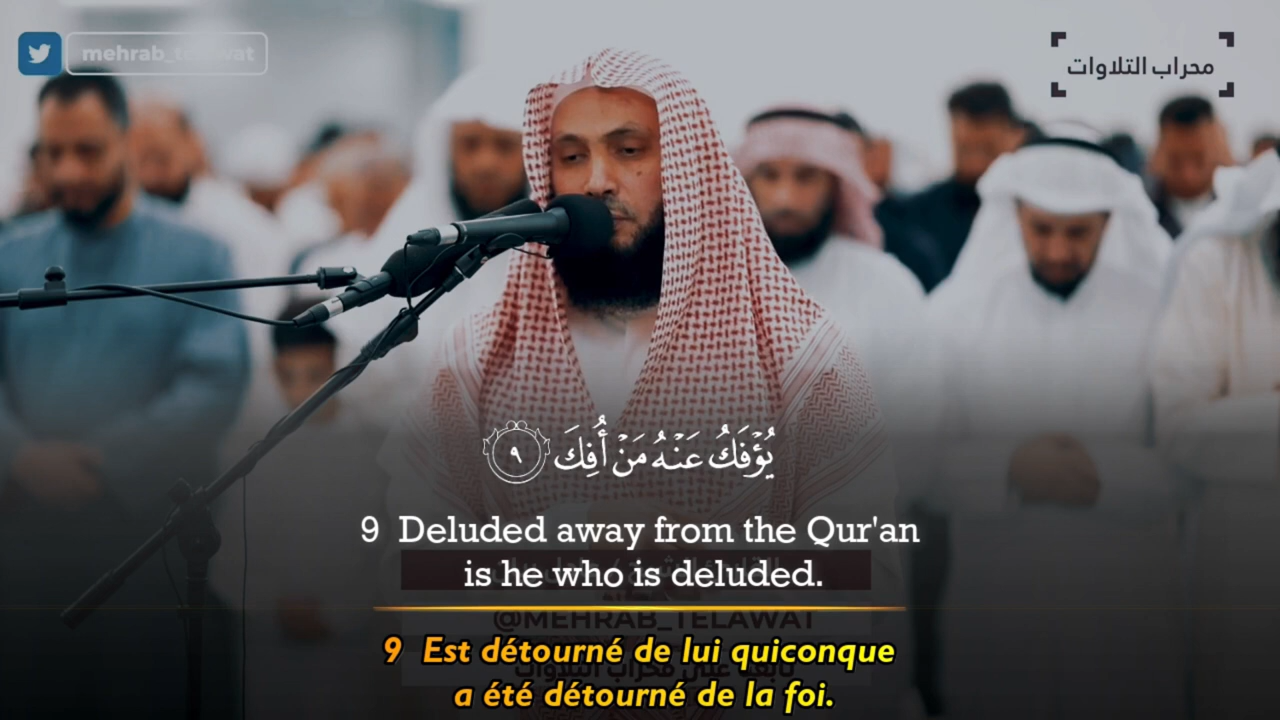 mehrab_telawat
محراب التلاوات
يُؤْفَكُ عَنْهُ مَنْ أُفِكَ ٩
9 Deluded away from the Qur'an
is he who is deluded.
@MEHRAB_TELAWAT
9 Est détourné de lui quiconque
a été détourné de la foi.